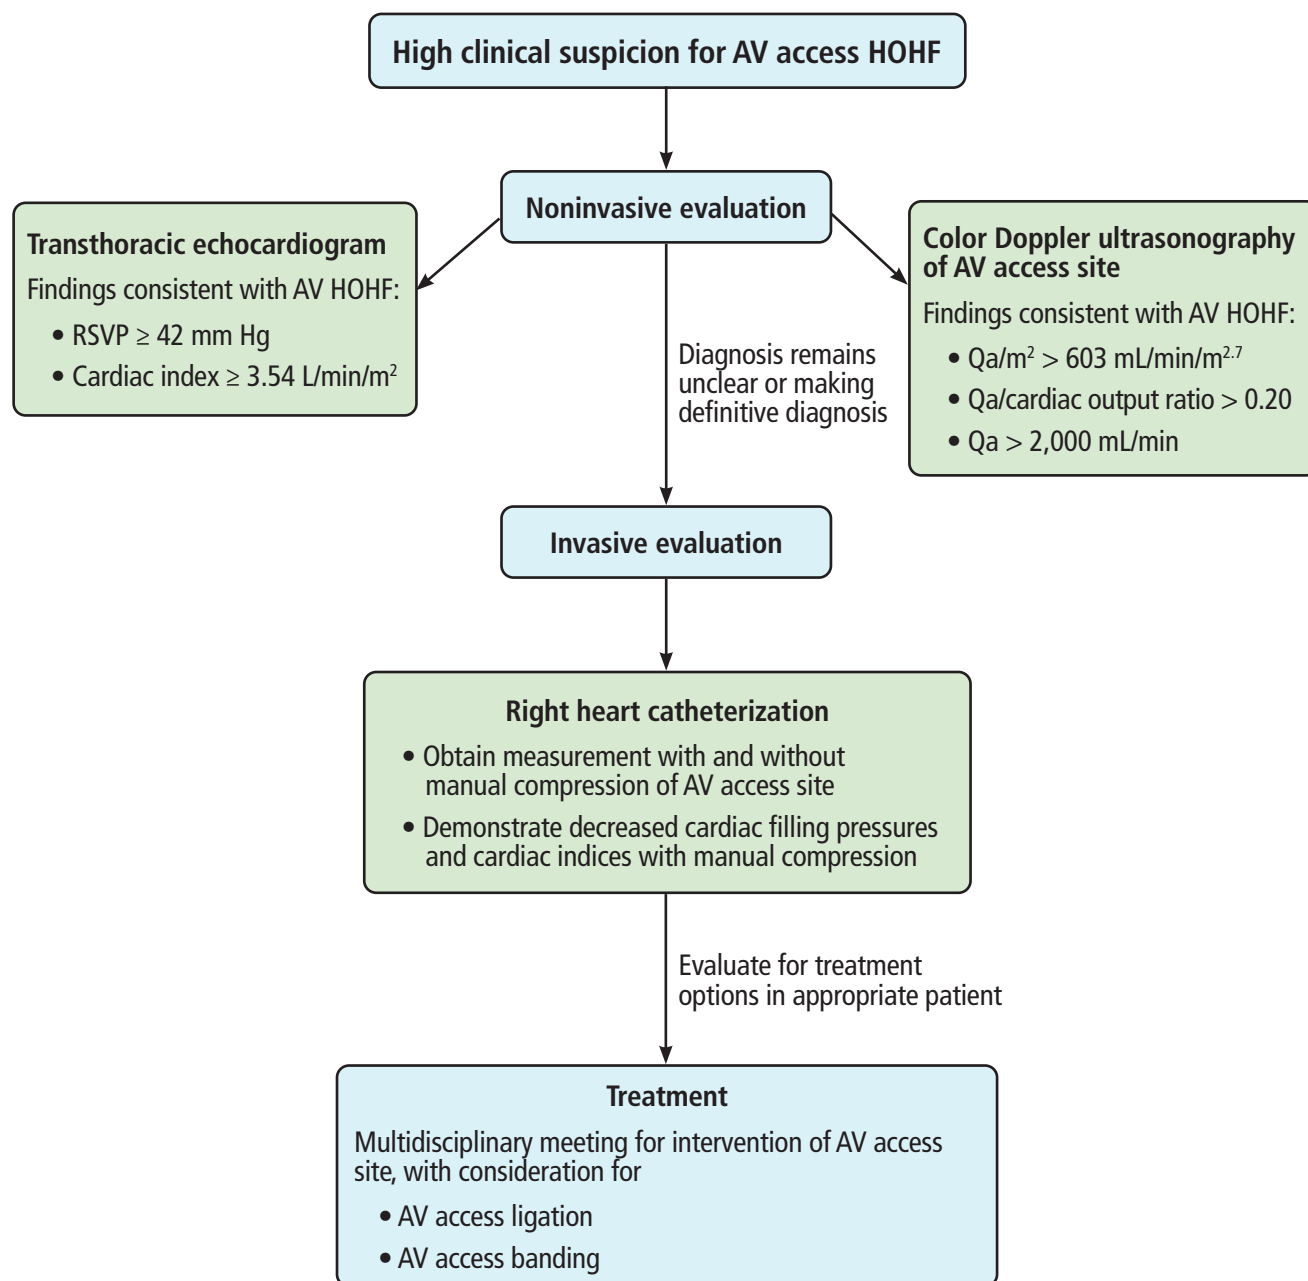 High clinical suspicion for AV access HOHF
Noninvasive evaluation
Transthoracic echocardiogram
Findings consistent with AV HOHF:
• RSVP ≥ 42 mm Hg
• Cardiac index ≥ 3.54 L/min/m²
Color Doppler ultrasonography
of AV access site
Findings consistent with AV HOHF:
• Qa/m² > 603 mL/min/m²·⁷
• Qa/cardiac output ratio > 0.20
• Qa > 2,000 mL/min
Diagnosis remains
unclear or making
definitive diagnosis
Invasive evaluation
Right heart catheterization
• Obtain measurement with and without
manual compression of AV access site
• Demonstrate decreased cardiac filling pressures
and cardiac indices with manual compression
Evaluate for treatment
options in appropriate patient
Treatment
Multidisciplinary meeting for intervention of AV access
site, with consideration for
• AV access ligation
• AV access banding